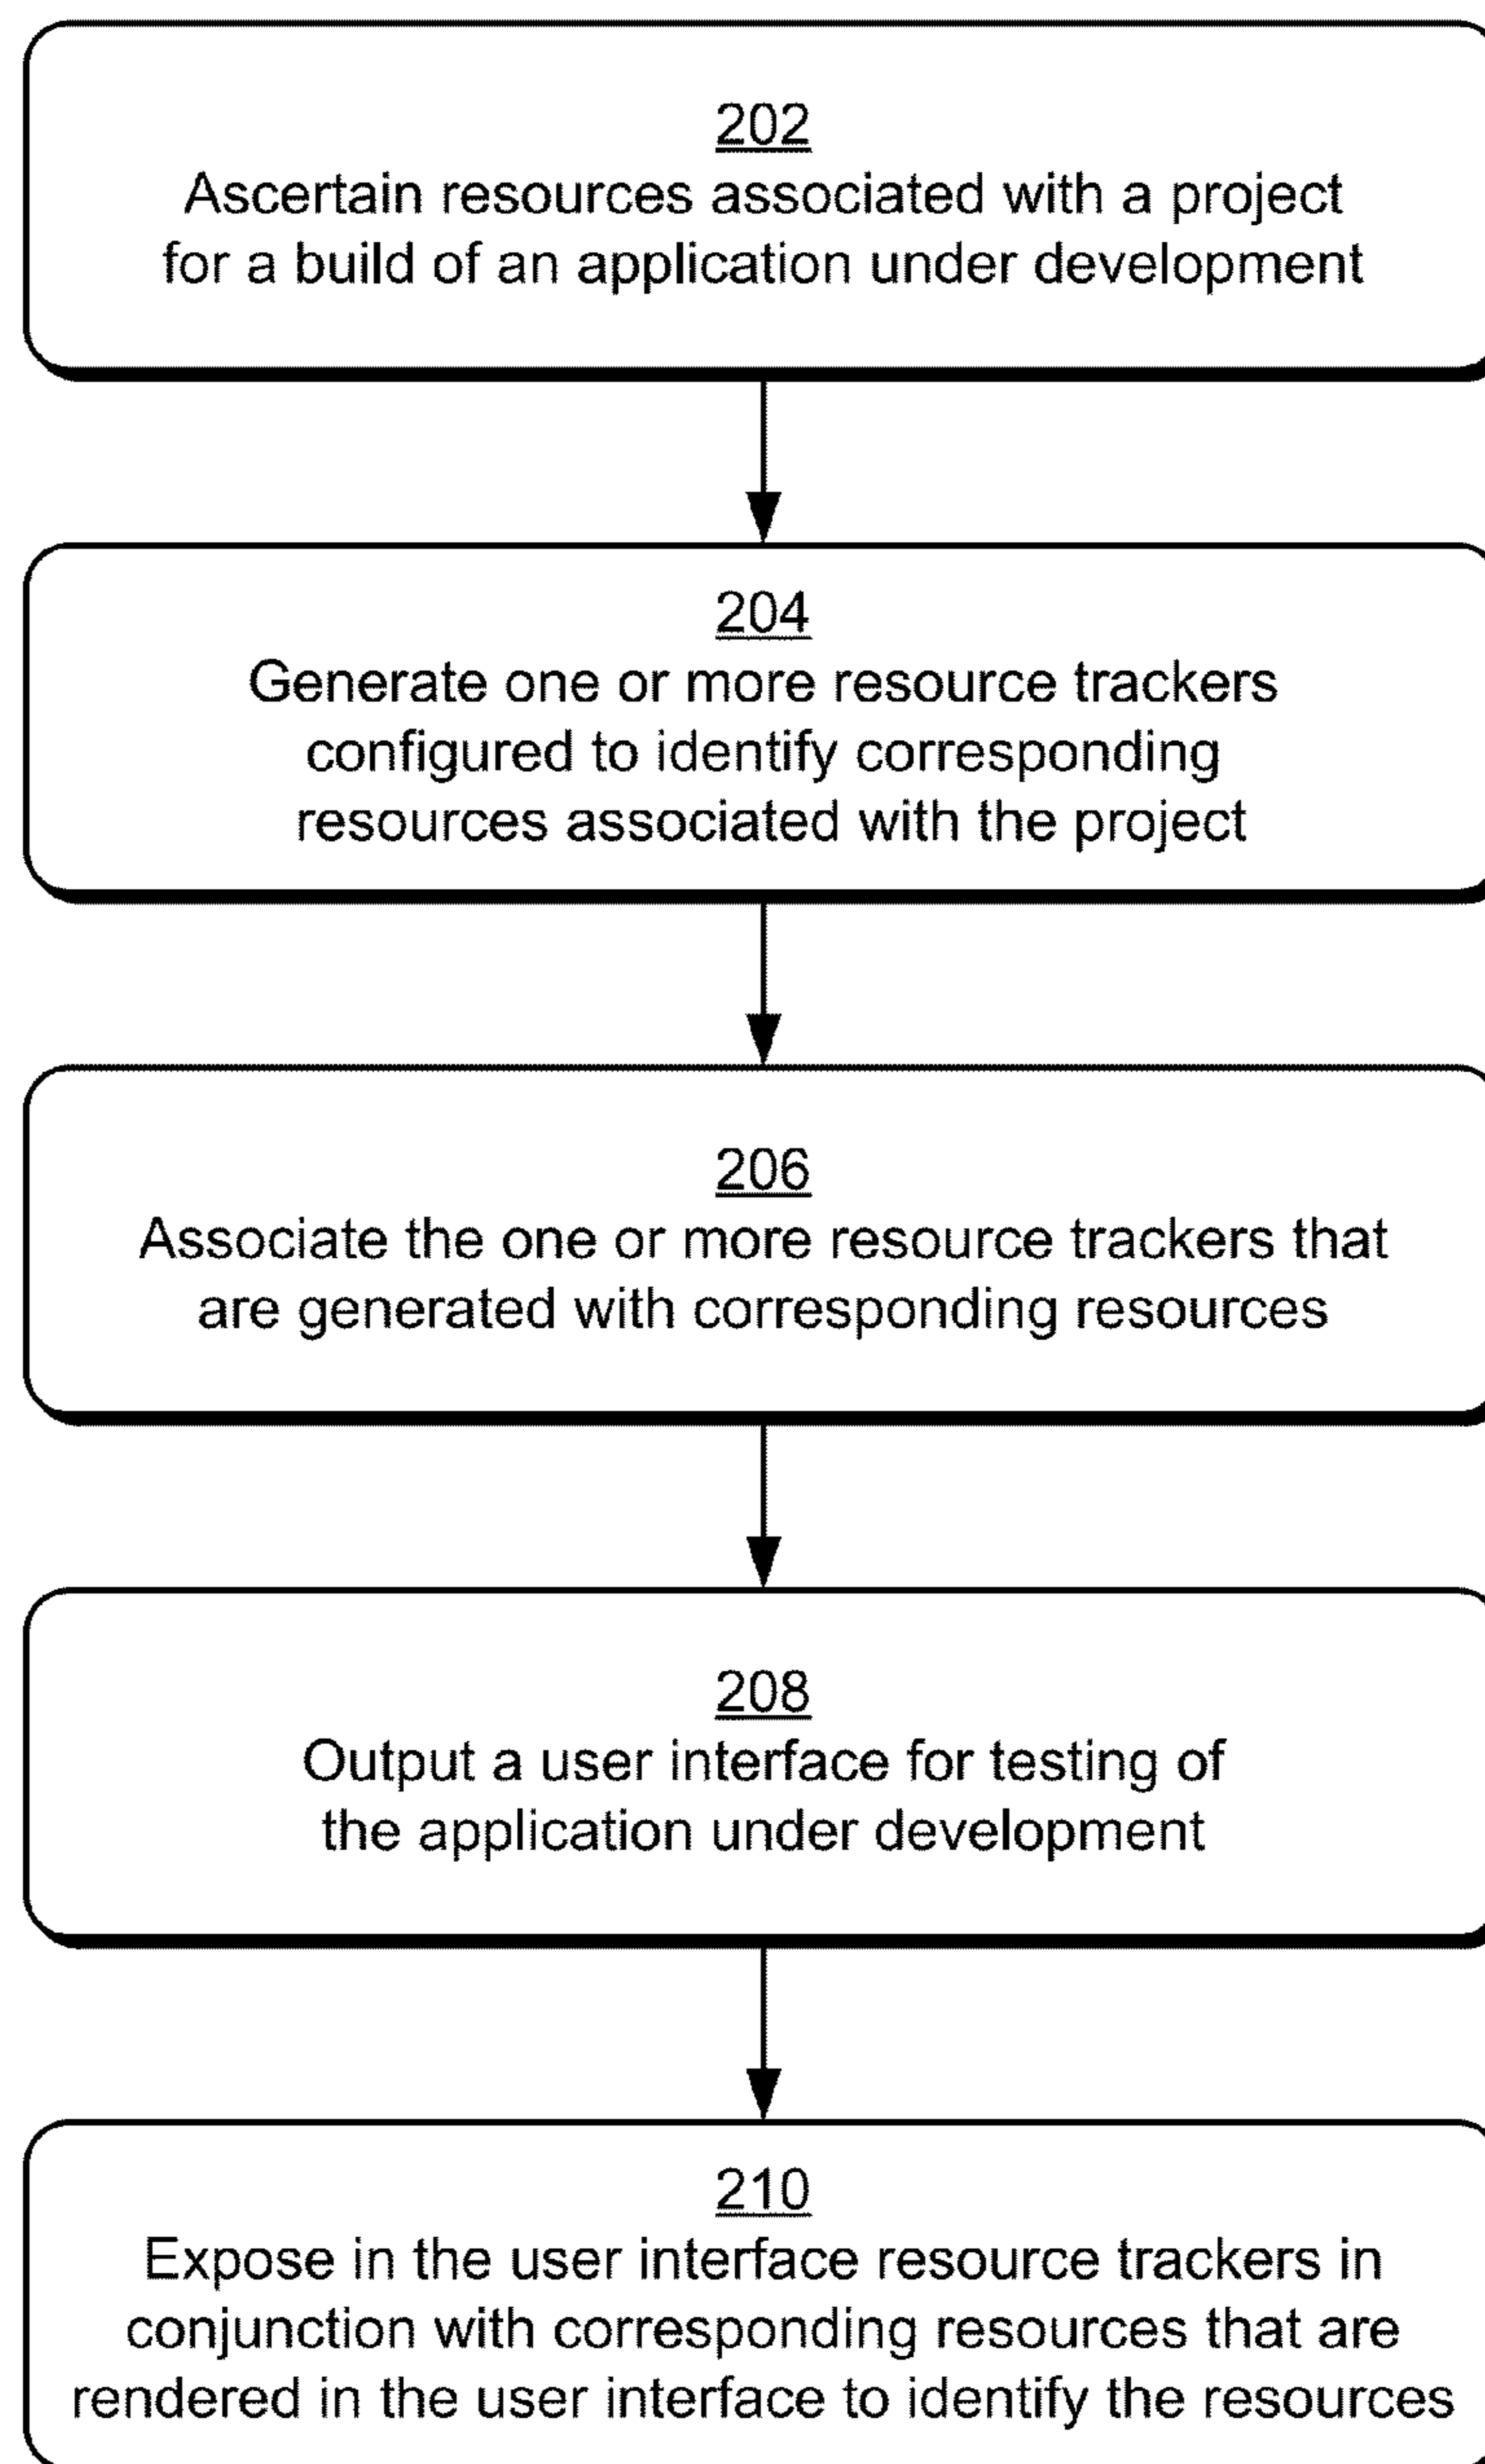 202
Ascertain resources associated with a project
for a build of an application under development
204
Generate one or more resource trackers
configured to identify corresponding
resources associated with the project
206
Associate the one or more resource trackers that
are generated with corresponding resources
208
Output a user interface for testing of
the application under development
210
Expose in the user interface resource trackers in
conjunction with corresponding resources that are
rendered in the user interface to identify the resources